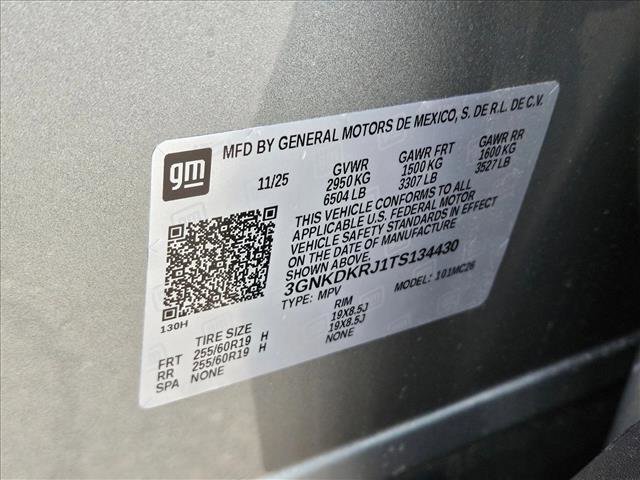 gm
MFD BY GENERAL MOTORS DE MEXICO, S. DE R.L. DE C.V.
11/25
GVWR
2950 KG
6504 LB
GAWR FRT
1500 KG
3307 LB
GAWR RR
1600 KG
3527 LB
THIS VEHICLE CONFORMS TO ALL
APPLICABLE U.S. FEDERAL MOTOR
VEHICLE SAFETY STANDARDS IN EFFECT
ON THE DATE OF MANUFACTURE
SHOWN ABOVE.
3GNKDKRJ1TS134430
TYPE: MPV MODEL: 101MC26
130H
TIRE SIZE RIM
FRT 255/60R19 H 19X8.5J
RR 255/60R19 H 19X8.5J
SPA NONE NONE